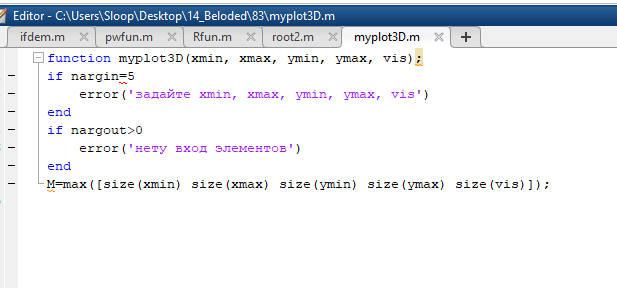 Editor - C:\Users\Sloop\Desktop\14_Beloded\83\myplot3D.m
ifdem.m pwfun.m Rfun.m root2.m myplot3D.m
function myplot3D(xmin, xmax, ymin, ymax, vis);
if nargin=5
error('задайте xmin, xmax, ymin, ymax, vis')
end
if nargout>0
error('нету вход элементов')
end
M=max([size(xmin) size(xmax) size(ymin) size(ymax) size(vis)]);